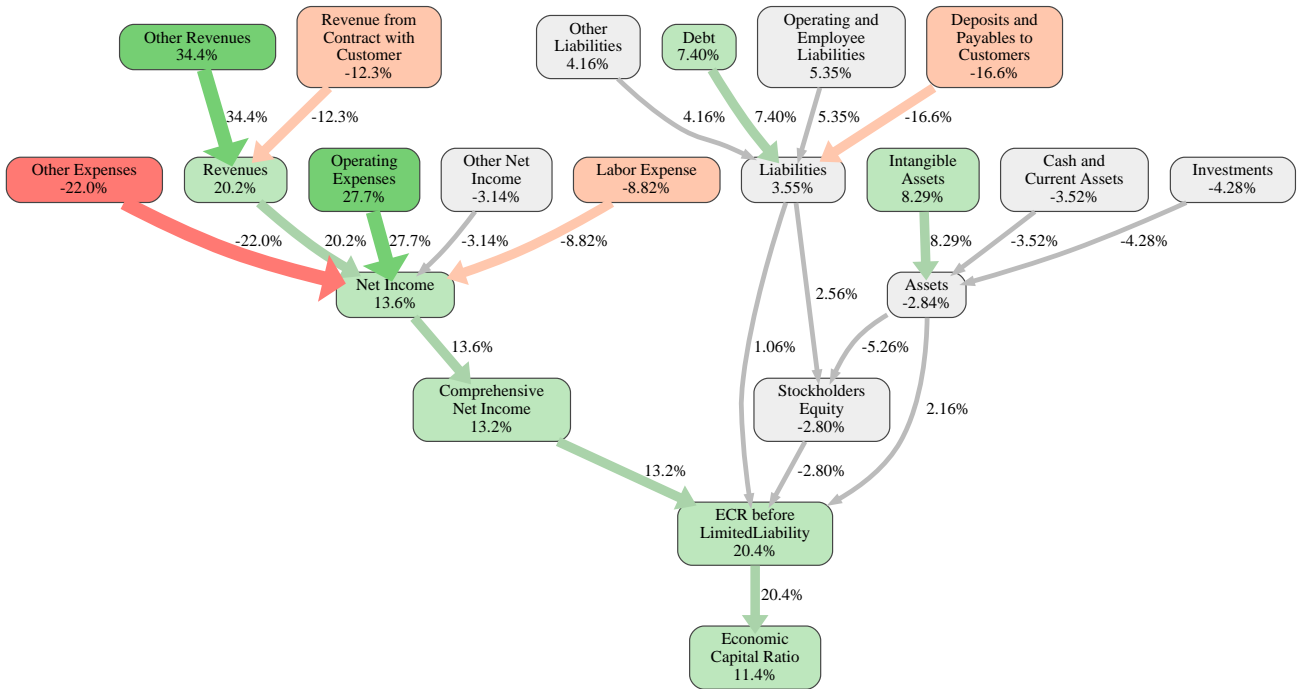 Other Revenues
34.4%
Revenue from
Contract with
Customer
-12.3%
Other
Liabilities
4.16%
Debt
7.40%
Operating and
Employee
Liabilities
5.35%
Deposits and
Payables to
Customers
-16.6%
34.4%
-12.3%
4.16%
7.40%
5.35%
-16.6%
Other Expenses
-22.0%
Revenues
20.2%
Operating
Expenses
27.7%
Other Net
Income
-3.14%
Labor Expense
-8.82%
Liabilities
3.55%
Intangible
Assets
8.29%
Cash and
Current Assets
-3.52%
Investments
-4.28%
-22.0%
20.2%
27.7%
-3.14%
-8.82%
8.29%
-3.52%
-4.28%
Net Income
13.6%
2.56%
Assets
-2.84%
13.6%
1.06%
-5.26%
Comprehensive
Net Income
13.2%
Stockholders
Equity
-2.80%
2.16%
13.2%
-2.80%
ECR before
LimitedLiability
20.4%
20.4%
Economic
Capital Ratio
11.4%